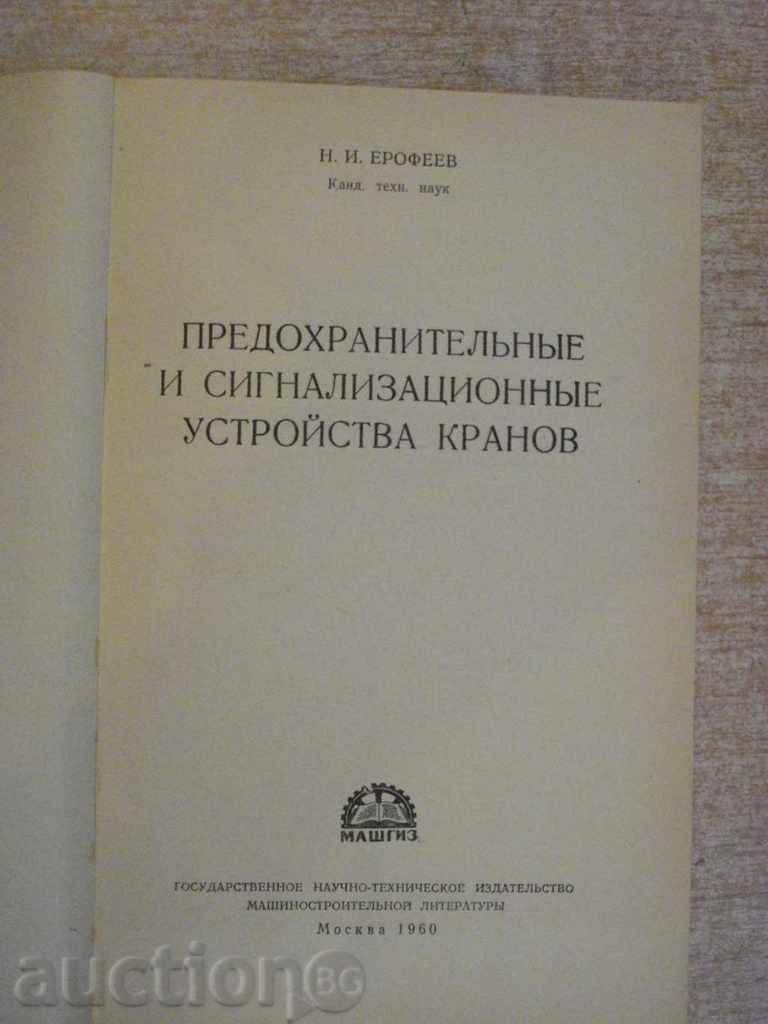 Н. И. ЕРОФЕЕВ
Канд. техн. наук
ПРЕДОХРАНИТЕЛЬНЫЕ
И СИГНАЛИЗАЦИОННЫЕ
УСТРОЙСТВА КРАНОВ
МАШГИЗ
ГОСУДАРСТВЕННОЕ НАУЧНО-ТЕХНИЧЕСКОЕ ИЗДАТЕЛЬСТВО
МАШИНОСТРОИТЕЛЬНОЙ ЛИТЕРАТУРЫ
Москва 1960
auctionBG